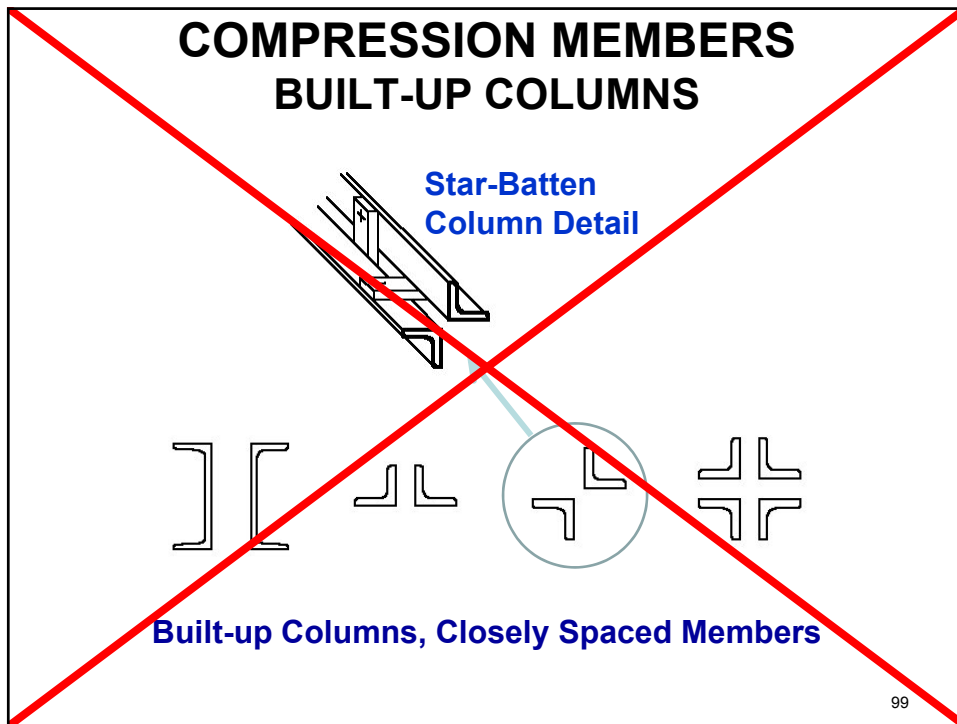 COMPRESSION MEMBERS
BUILT-UP COLUMNS
Star-Batten
Column Detail
Built-up Columns, Closely Spaced Members
99